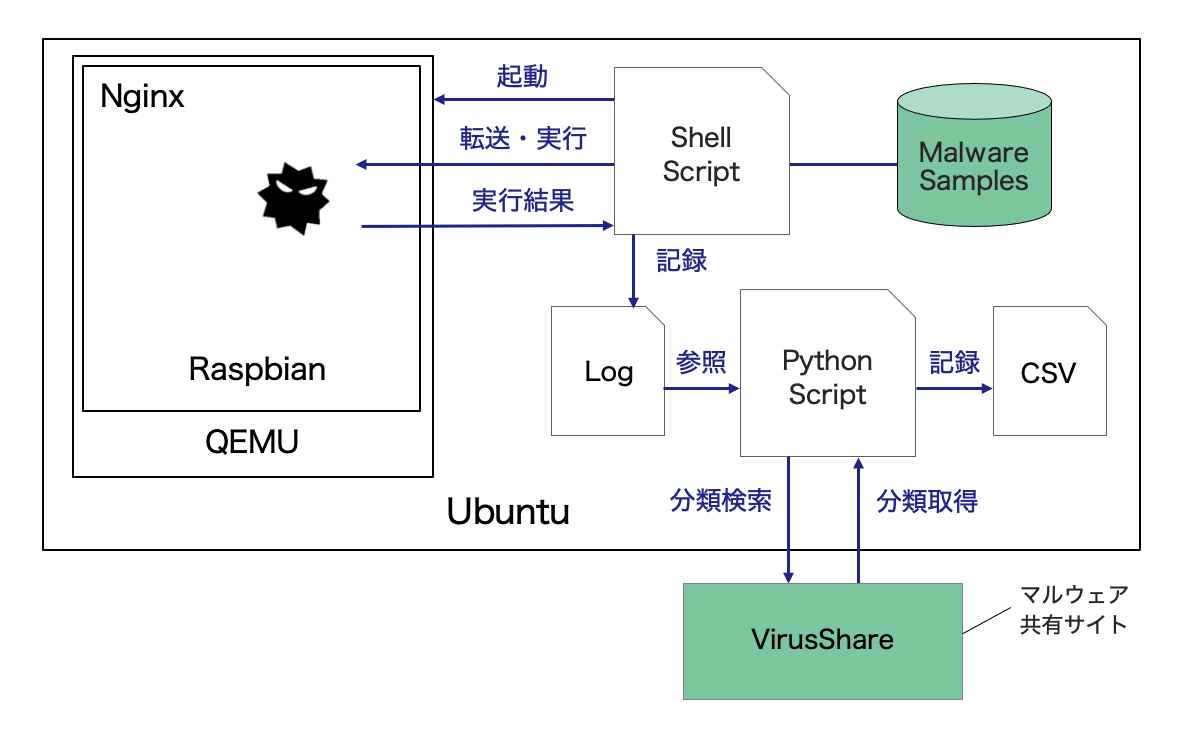 Nginx
起動
転送・実行
実行結果
Shell
Script
Malware
Samples
記録
Raspbian
QEMU
Log
参照
Python
Script
記録
CSV
Ubuntu
分類検索
分類取得
VirusShare
マルウェア
共有サイト